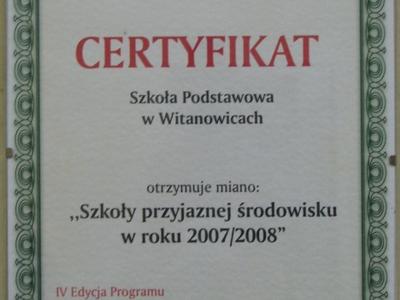 CERTYFIKAT
Szkoła Podstawowa
w Witanowicach
otrzymuje miano:
,,Szkoły przyjaznej środowisku
w roku 2007/2008”
IV Edycja Programu